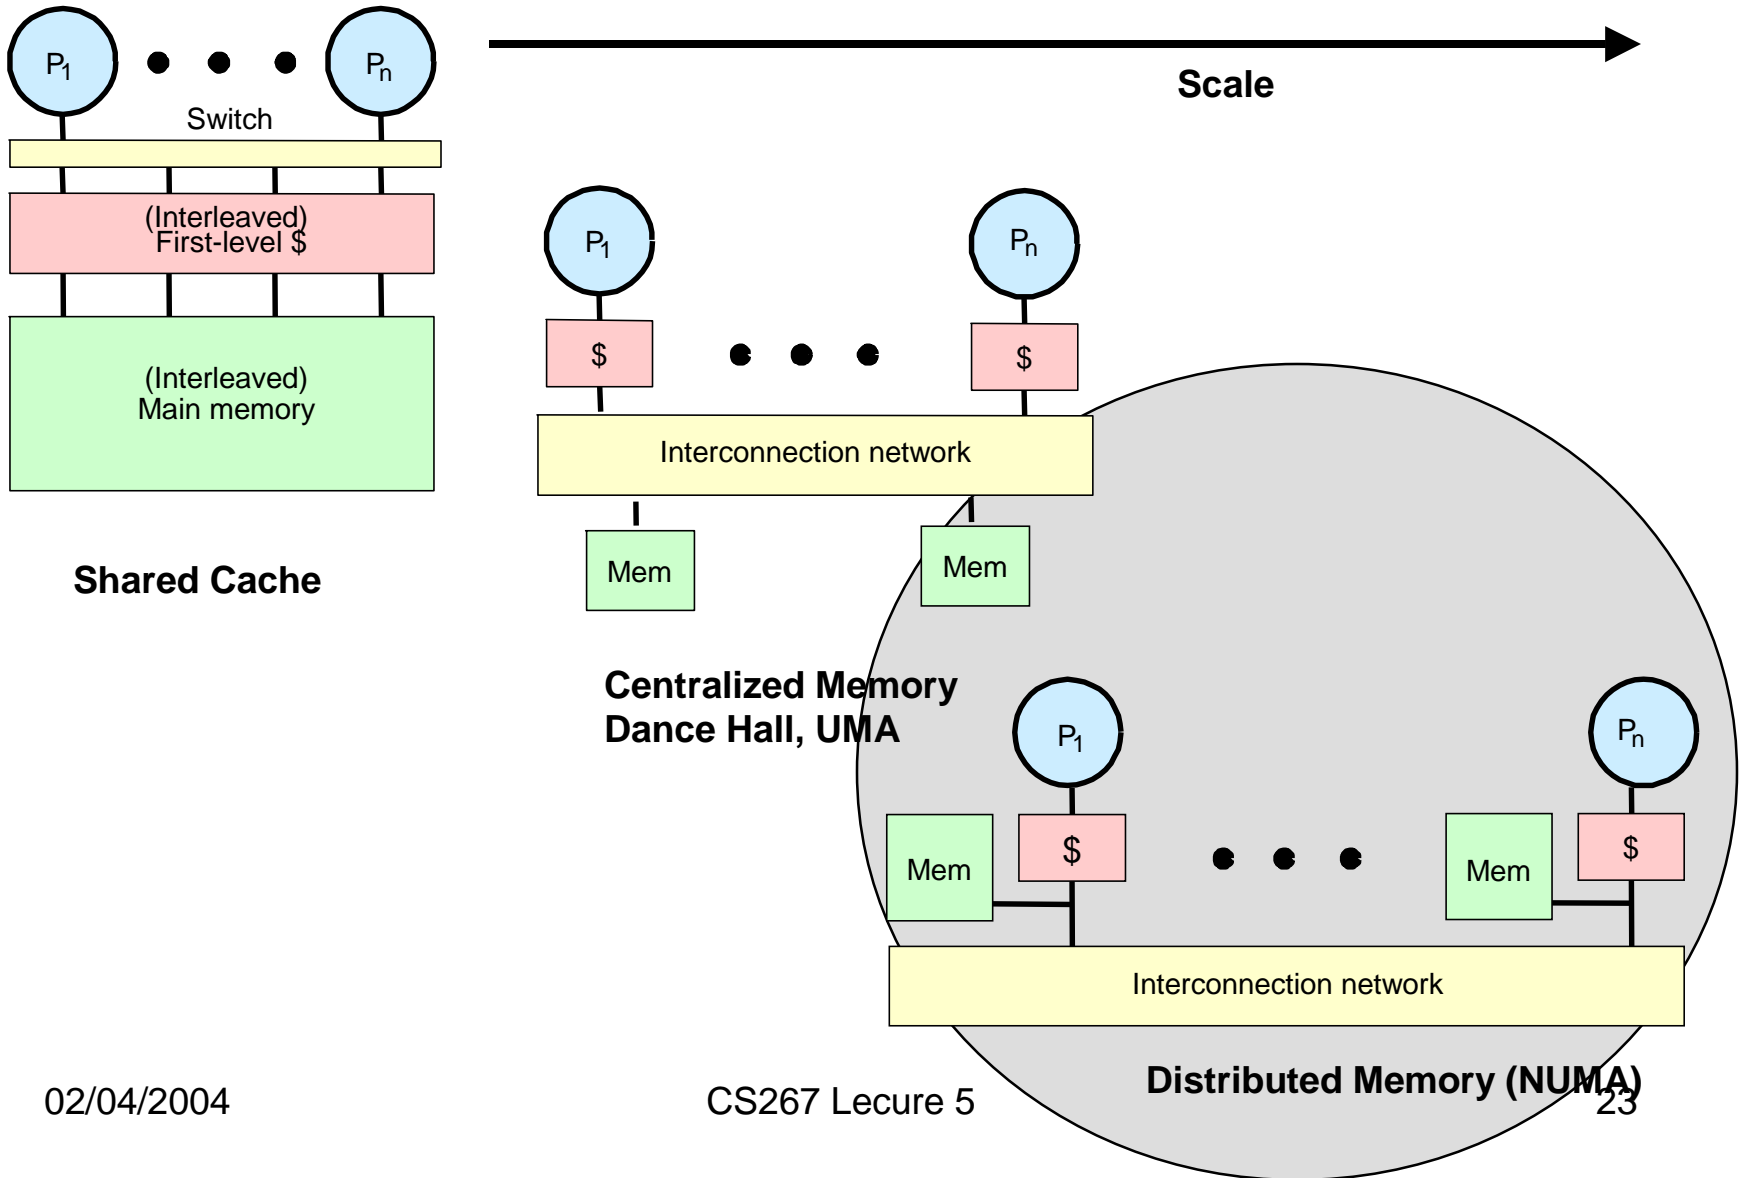 P1
Pn
Scale
Switch
(Interleaved)
First-level $
(Interleaved)
Main memory
Shared Cache
P1
Pn
$
$
Interconnection network
Mem
Mem
Centralized Memory
Dance Hall, UMA
P1
Pn
Mem
$
Mem
$
Interconnection network
Distributed Memory (NUMA)
02/04/2004
CS267 Lecure 5
23